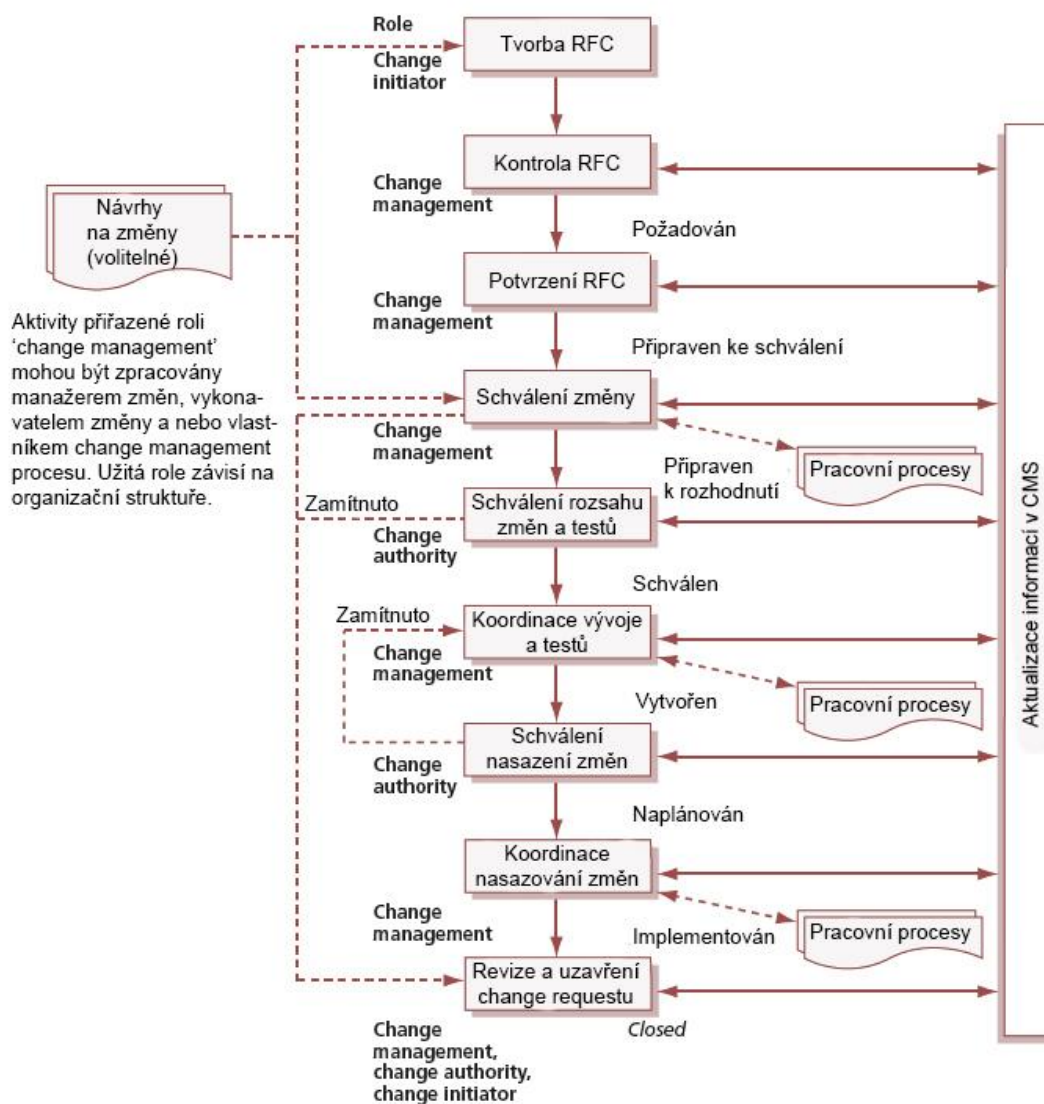 Role
Tvorba RFC
Change
initiator
Kontrola RFC
Change
management
Návrhy
na změny
(volitelné)
Požadován
Potvrzení RFC
Change
management
Aktivity přiřazené roli
‘change management’
mohou být zpracovány
manažerem změn, vykona-
vatelem změny a nebo vlast-
níkem change management
procesu. Užitá role závisí na
organizační struktuře.
Připraven ke schválení
Schválení změny
Change
management
Pracovní procesy
Připraven
k rozhodnutí
Zamítnuto
Schválení rozsahu
změn a testů
Change
authority
Schválen
Zamítnuto
Koordinace vývoje
a testů
Change
management
Pracovní procesy
Vytvořen
Schválení
nasazení změn
Change
authority
Naplánován
Koordinace
nasazování změn
Change
management
Pracovní procesy
Implementován
Revize a uzavření
change requestu
Closed
Change
management,
change authority,
change initiator
Aktualizace informací v CMS